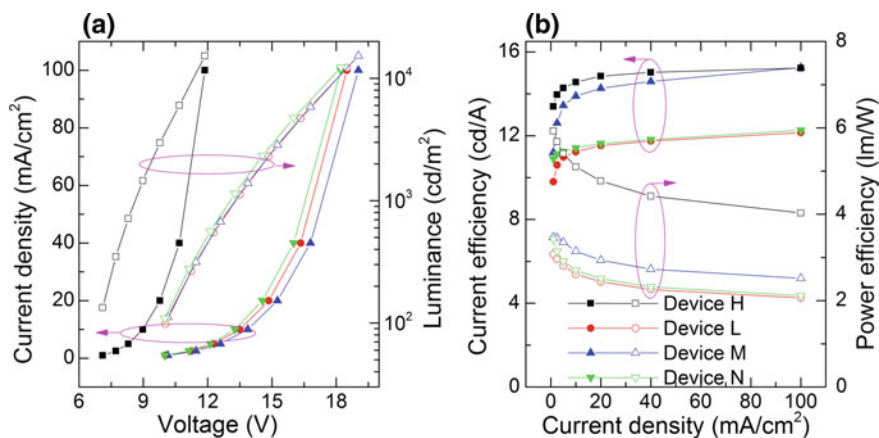 (a)
100
80
60
40
20
0
Current density (mA/cm²)
6
9
12
15
18
Voltage (V)
10⁴
10³
10²
Luminance (cd/m²)
(b)
16
12
8
4
0
Current efficiency (cd/A)
0
20
40
60
80
100
Current density (mA/cm²)
8
6
4
2
0
Power efficiency (lm/W)
Device H
Device L
Device M
Device N